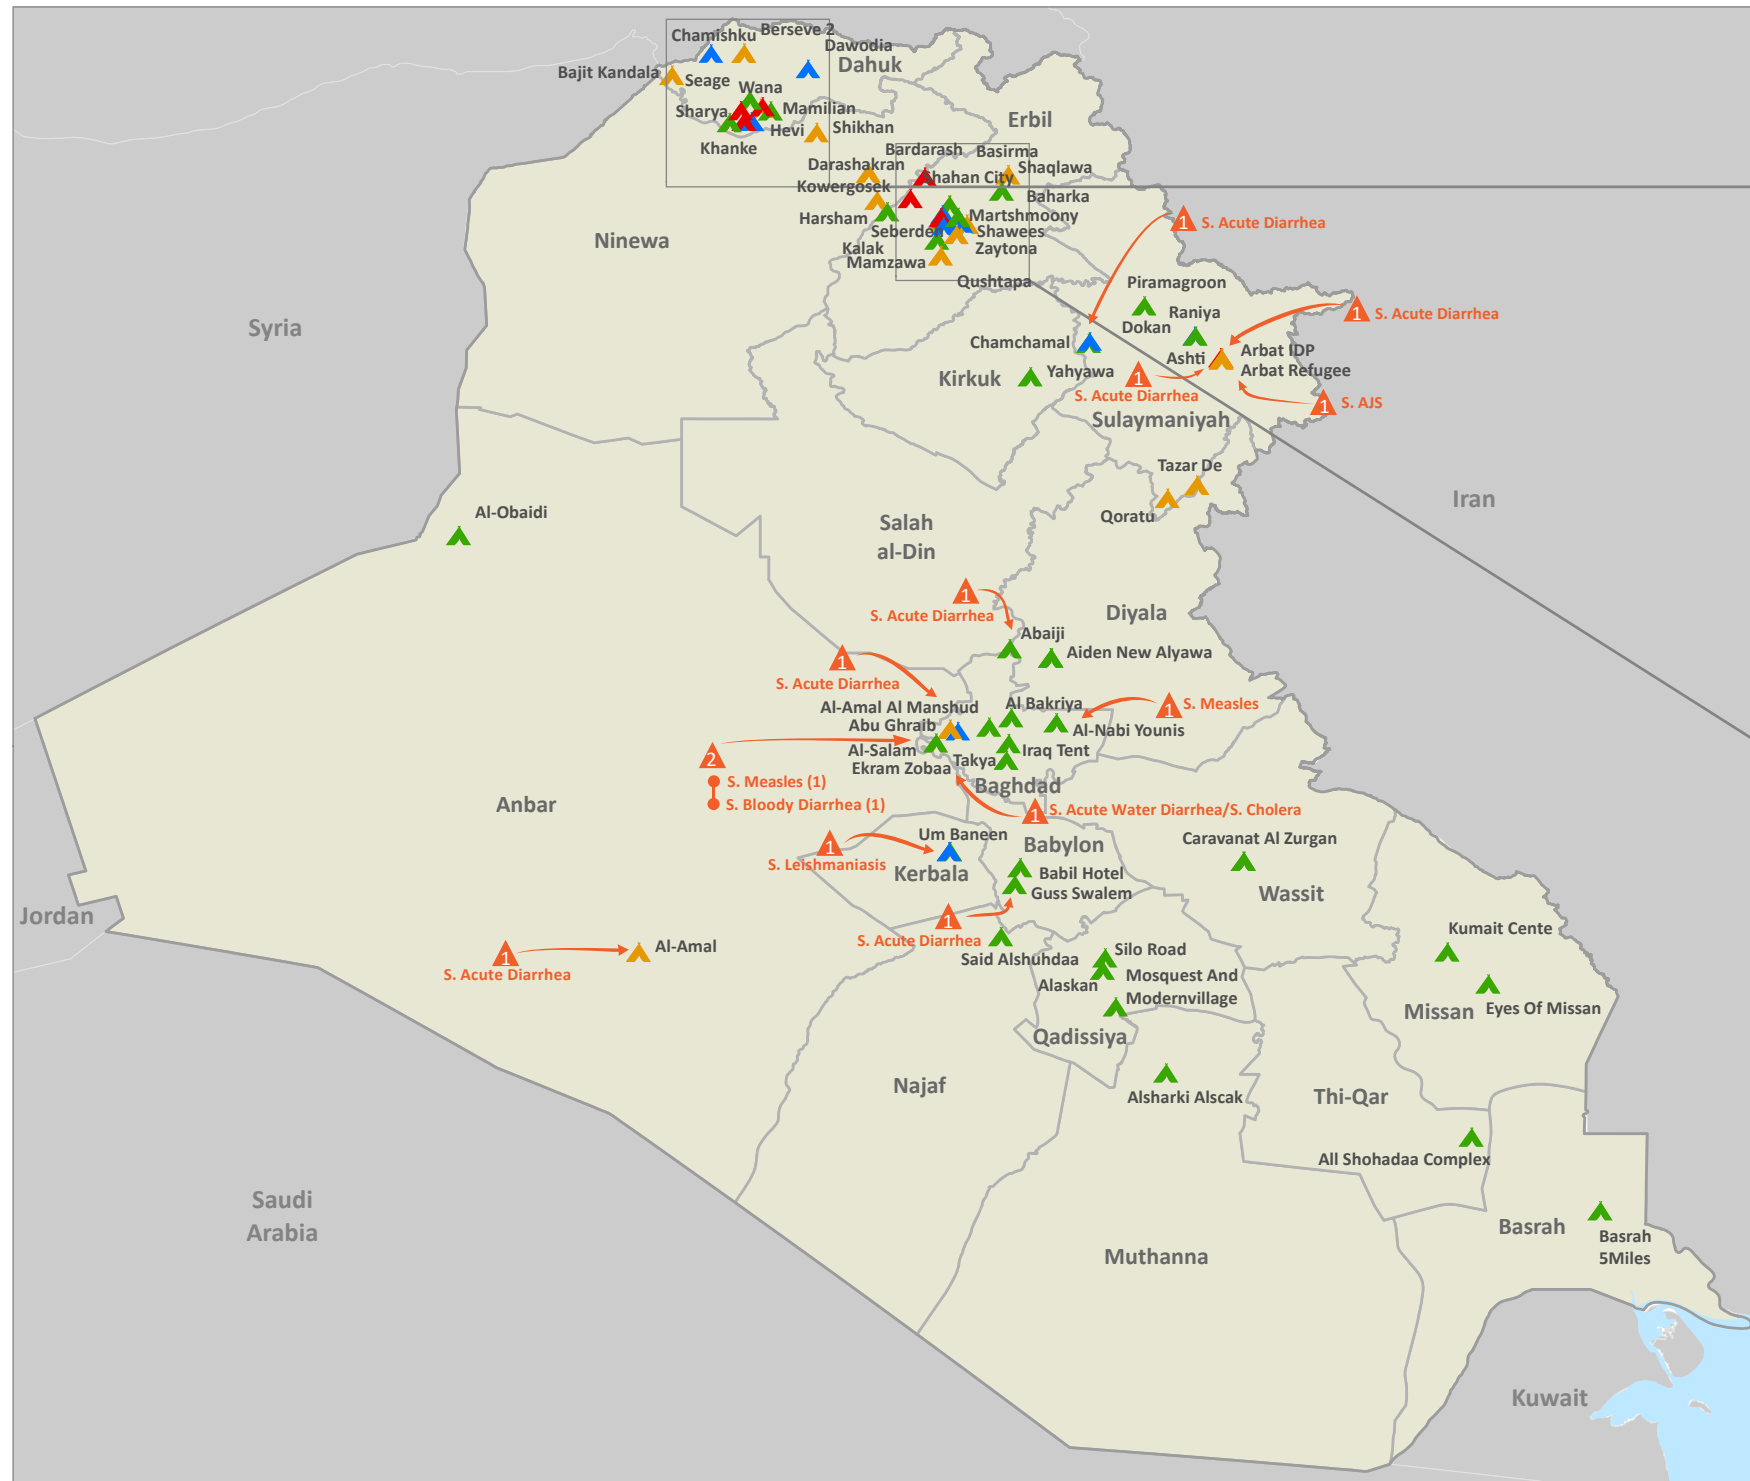 Chamishku
Berseve 2
Dawodia
Dahuk
Bajit Kandala
Seage
Wana
Sharya
Mamilian
Hevi
Shikhan
Khanke
Erbil
Bardarash
Basirma
Darashakran
Shahan City
Shaqlawa
Kowergosek
Baharka
Harsham
Martshmoony
Seberden
Shawees
Kalak
Zaytona
Mamzawa
Qushtapa
Ninewa
Syria
1
S. Acute Diarrhea
Piramagroon
Raniya
Dokan
1
S. Acute Diarrhea
Chamchamal
Ashti
Arbat IDP
Arbat Refugee
Kirkuk
Yahyawa
1
S. Acute Diarrhea
1
S. AJS
Sulaymaniyah
Tazar De
Qoratu
Iran
Al-Obaidi
Salah
al-Din
1
S. Acute Diarrhea
Diyala
Abaiji
Aiden New Alyawa
1
S. Acute Diarrhea
Al-Amal Al Manshud
Abu Ghraib
Al Bakriya
1
S. Measles
Al-Nabi Younis
Al-Salam
Ekram Zobaa
Takya
Iraq Tent
Baghdad
2
S. Measles (1)
S. Bloody Diarrhea (1)
Anbar
1
S. Acute Water Diarrhea/S. Cholera
Um Baneen
1
S. Leishmaniasis
Kerbala
Babylon
Babil Hotel
Guss Swalem
Caravanat Al Zurgan
Wassit
Jordan
1
S. Acute Diarrhea
Said Alshuhdaa
1
S. Acute Diarrhea
Al-Amal
Silo Road
Alaskan
Mosquest And
Modernvillage
Qadissiya
Kumait Cente
Missan
Eyes Of Missan
Najaf
Alsharki Alscak
Thi-Qar
All Shohadaa Complex
Saudi
Arabia
Muthanna
Basrah
Basrah
5Miles
Kuwait